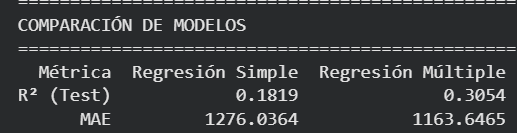 ==================================================
COMPARACIÓN DE MODELOS
==================================================
Métrica Regresión Simple Regresión Múltiple
R² (Test) 0.1819 0.3054
MAE 1276.0364 1163.6465